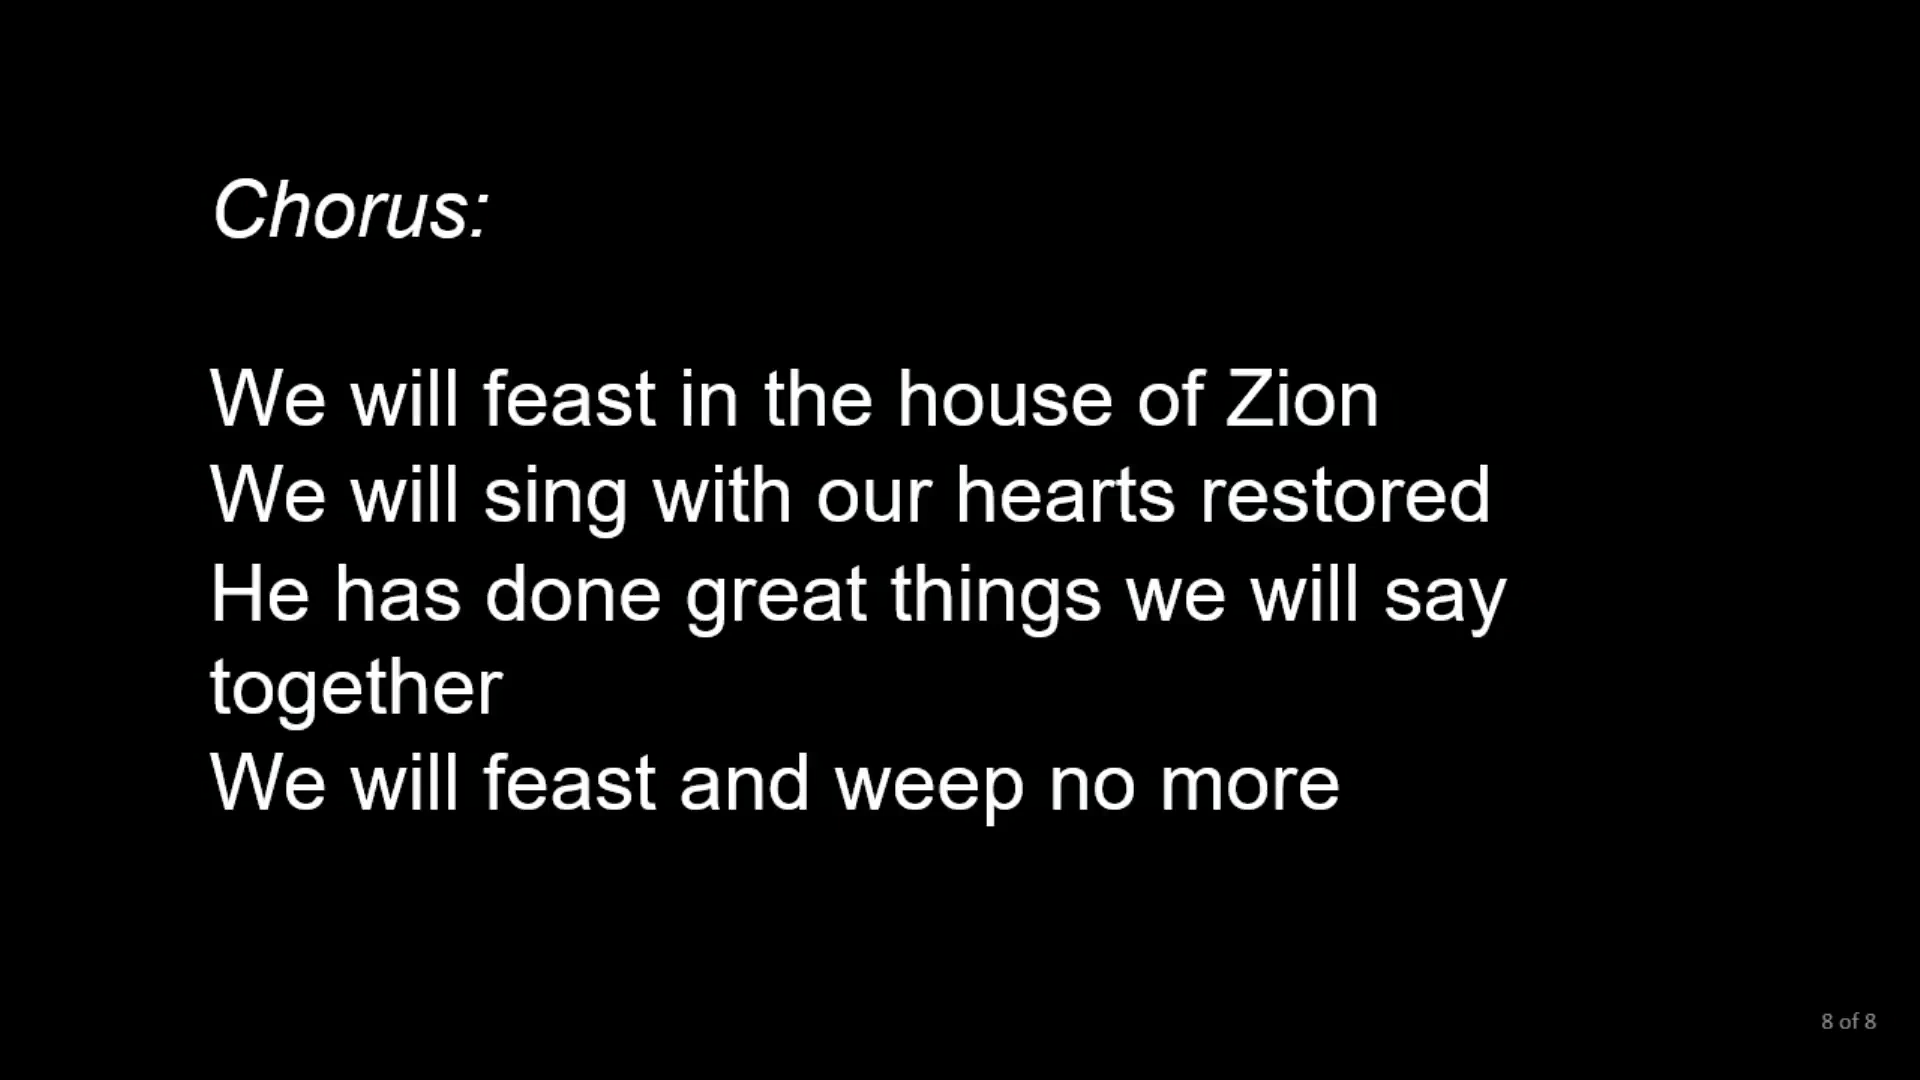 Chorus:
We will feast in the house of Zion
We will sing with our hearts restored
He has done great things we will say
together
We will feast and weep no more
8 of 8